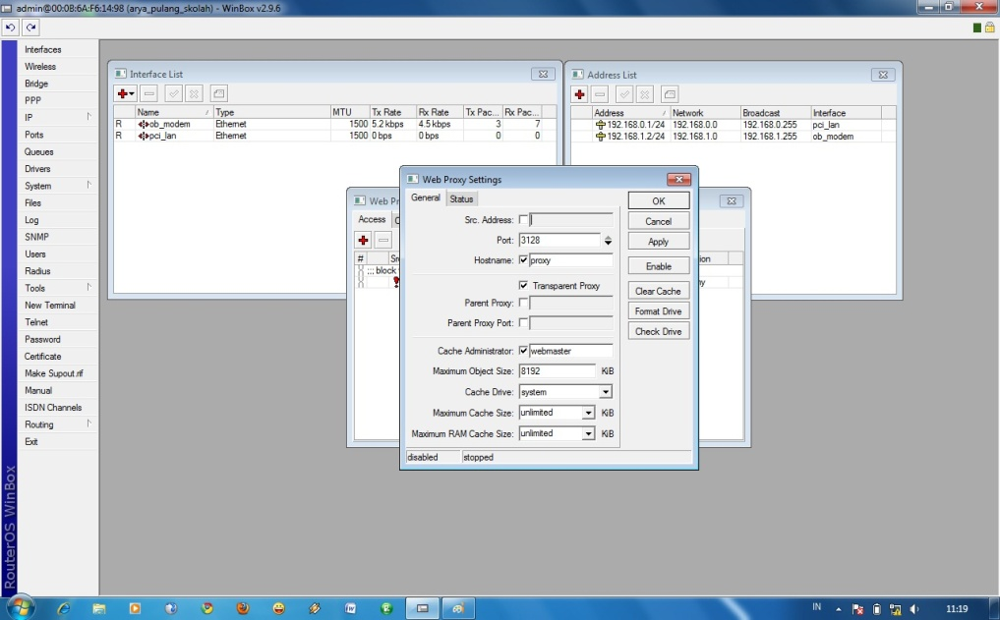 admin@00:0B:6A:F6:14:98 (arya_pulang_skolah) - WinBox v2.9.6
Interfaces
Wireless
Bridge
PPP
IP
Ports
Queues
Drivers
System
Files
Log
SNMP
Users
Radius
Tools
New Terminal
Telnet
Password
Certificate
Make Supout.rif
Manual
ISDN Channels
Routing
Exit
RouterOS WinBox
Interface List
Name / Type MTU Tx Rate Rx Rate Tx Pac... Rx Pac...
R ob_modem Ethernet 1500 5.2 kbps 4.5 kbps 3 7
R pci_lan Ethernet 1500 0 bps 0 bps 0 0
Address List
Address / Network Broadcast Interface
192.168.0.1/24 192.168.0.0 192.168.0.255 pci_lan
192.168.1.2/24 192.168.1.0 192.168.1.255 ob_modem
Web Pr
Access
# Sr
;;; block
ion
Web Proxy Settings
General Status
Src. Address:
Port: 3128
Hostname: proxy
Transparent Proxy
Parent Proxy:
Parent Proxy Port:
Cache Administrator: webmaster
Maximum Object Size: 8192 KiB
Cache Drive: system
Maximum Cache Size: unlimited KiB
Maximum RAM Cache Size: unlimited KiB
disabled stopped
OK
Cancel
Apply
Enable
Clear Cache
Format Drive
Check Drive
IN 11:19